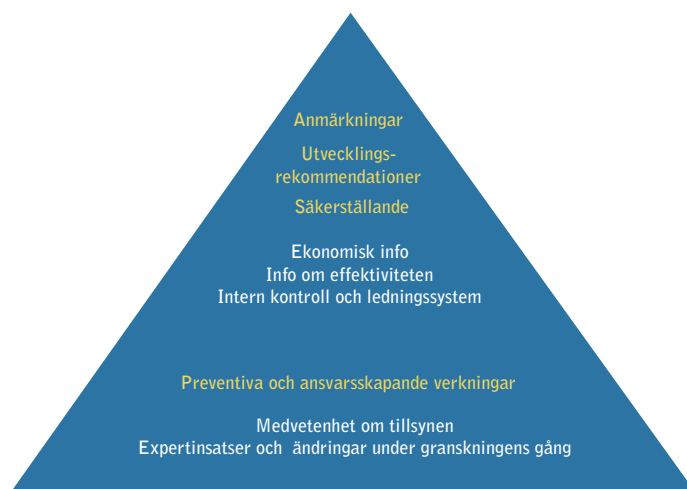 Anmärkningar
Utvecklings-
rekommendationer
Säkerställande
Ekonomisk info
Info om effektiviteten
Intern kontroll och ledningssystem
Preventiva och ansvarsskapande verkningar
Medvetenhet om tillsynen
Expertinsatser och ändringar under granskningens gång